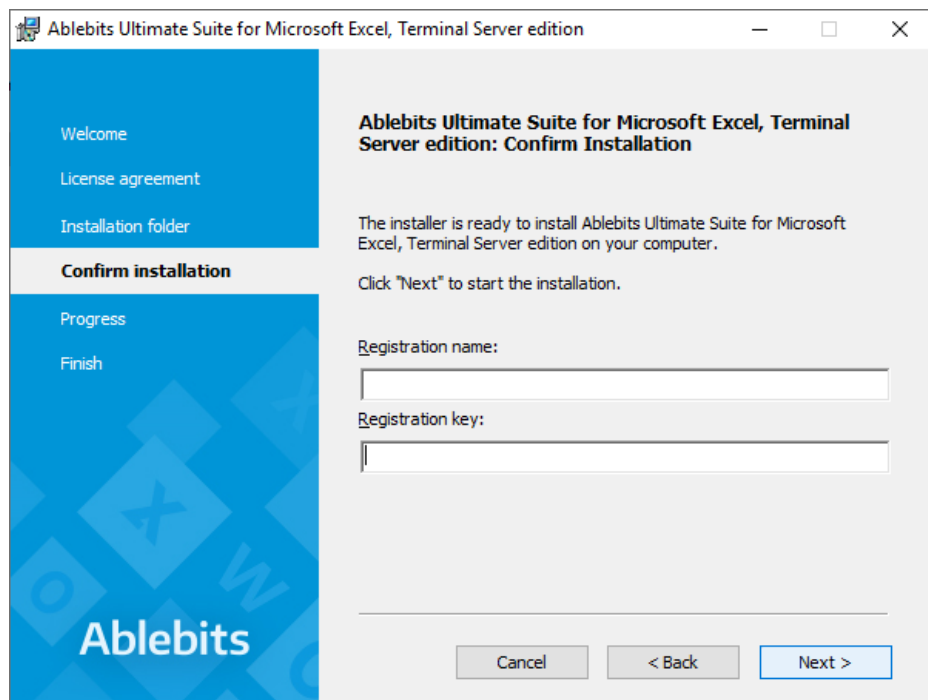 Ablebits Ultimate Suite for Microsoft Excel, Terminal Server edition
Welcome
License agreement
Installation folder
Confirm installation
Progress
Finish
Ablebits
Ablebits Ultimate Suite for Microsoft Excel, Terminal
Server edition: Confirm Installation
The installer is ready to install Ablebits Ultimate Suite for Microsoft
Excel, Terminal Server edition on your computer.
Click "Next" to start the installation.
Registration name:
Registration key:
Cancel
< Back
Next >
X
X
W
O